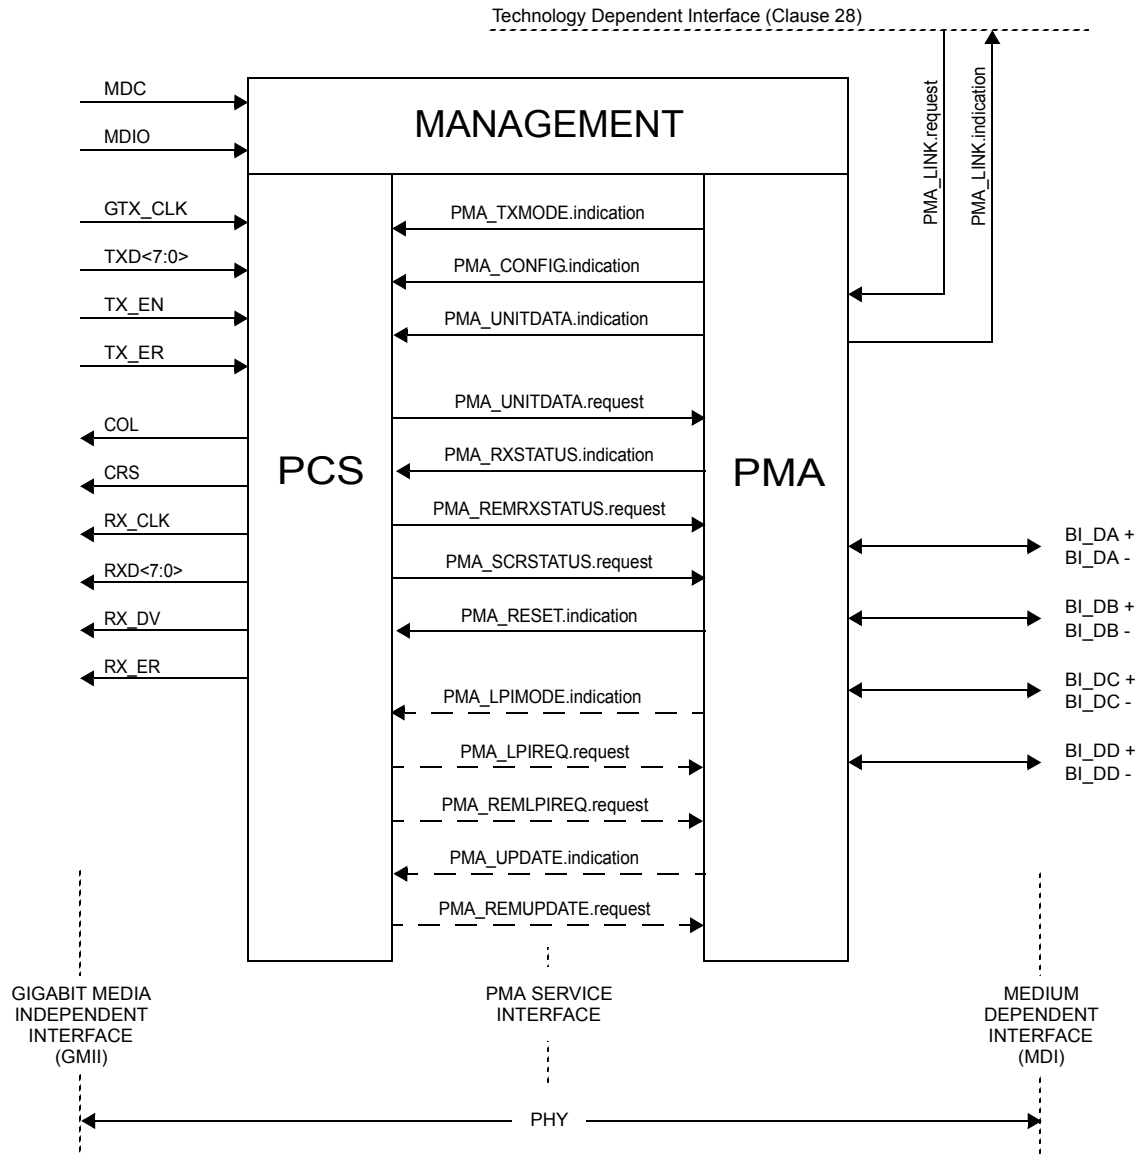 Technology Dependent Interface (Clause 28)
MDC
MANAGEMENT
MDIO
PMA_LINK.request
PMA_LINK.indication
GTX_CLK
TXD<7:0>
TX_EN
TX_ER
COL
CRS
RX_CLK
RXD<7:0>
RX_DV
RX_ER
PCS
PMA_TXMODE.indication
PMA_CONFIG.indication
PMA_UNITDATA.indication
PMA_UNITDATA.request
PMA_RXSTATUS.indication
PMA_REMRXSTATUS.request
PMA_SCRSTATUS.request
PMA_RESET.indication
PMA_LPIMODE.indication
PMA_LPIREQ.request
PMA_REMLPIREQ.request
PMA_UPDATE.indication
PMA_REMUPDATE.request
PMA
BI_DA +
BI_DA -
BI_DB +
BI_DB -
BI_DC +
BI_DC -
BI_DD +
BI_DD -
GIGABIT MEDIA
INDEPENDENT
INTERFACE
(GMII)
PMA SERVICE
INTERFACE
MEDIUM
DEPENDENT
INTERFACE
(MDI)
PHY